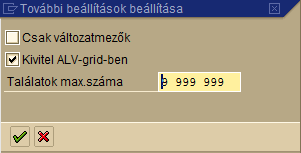 További beállítások beállítása
Csak változatmezők
Kivitel ALV-grid-ben
Találatok max.száma 9 999 999